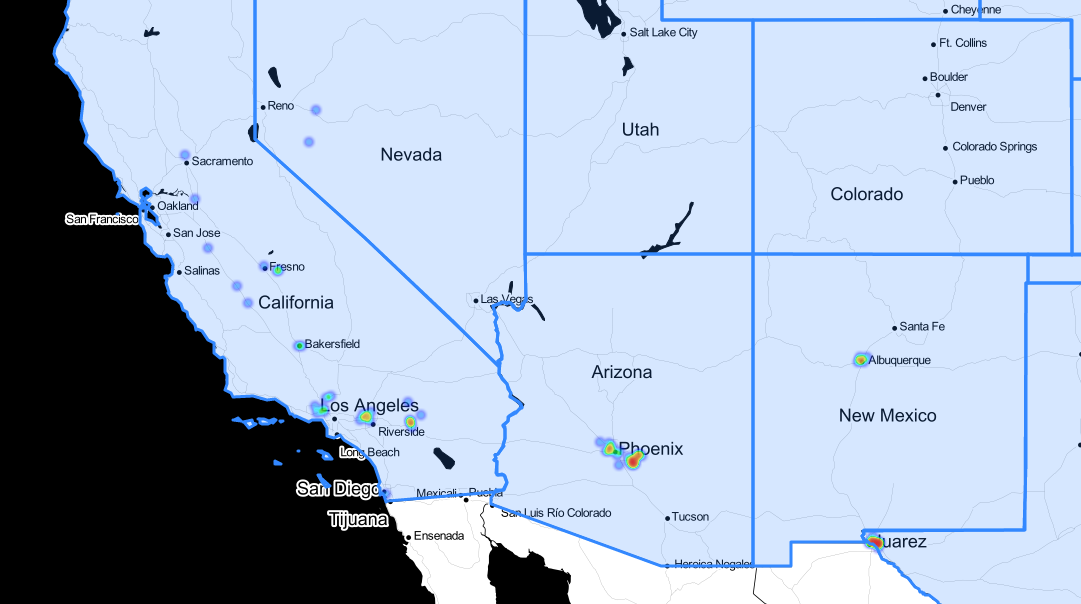 Cheyenne
Salt Lake City
Ft. Collins
Boulder
Reno
Denver
Utah
Nevada
Colorado Springs
Sacramento
Pueblo
Colorado
Oakland
San Francisco
San Jose
Fresno
Salinas
Las Vegas
California
Santa Fe
Bakersfield
Albuquerque
Arizona
Los Angeles
New Mexico
Riverside
Phoenix
Long Beach
San Diego
Mexicali
Puebla
San Luis Río Colorado
Tijuana
Tucson
Ensenada
Juarez
Heroica Nogales